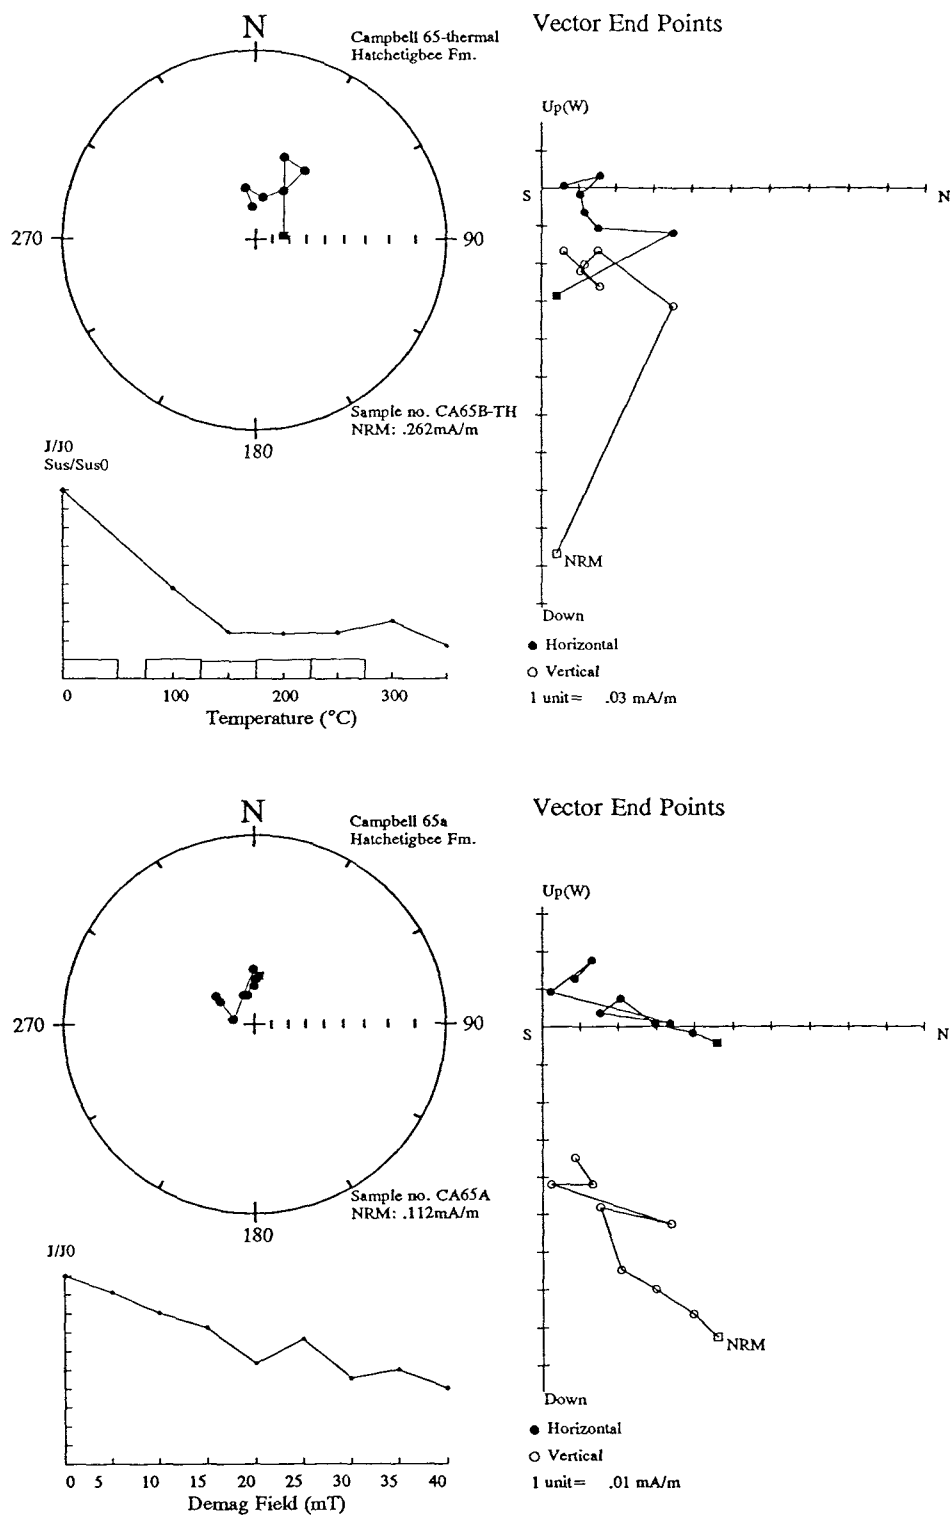 N
Campbell 65-thermal
Hatchetigbee Fm.
Vector End Points
Up(W)
S
N
270
90
Sample no. CA65B-TH
NRM: .262mA/m
180
J/J0
Sus/Sus0
NRM
Down
● Horizontal
○ Vertical
1 unit= .03 mA/m
0 100 200 300
Temperature (°C)
N
Campbell 65a
Hatchetigbee Fm.
Vector End Points
Up(W)
S
N
270
90
Sample no. CA65A
NRM: .112mA/m
180
J/J0
NRM
Down
● Horizontal
○ Vertical
1 unit= .01 mA/m
0 5 10 15 20 25 30 35 40
Demag Field (mT)